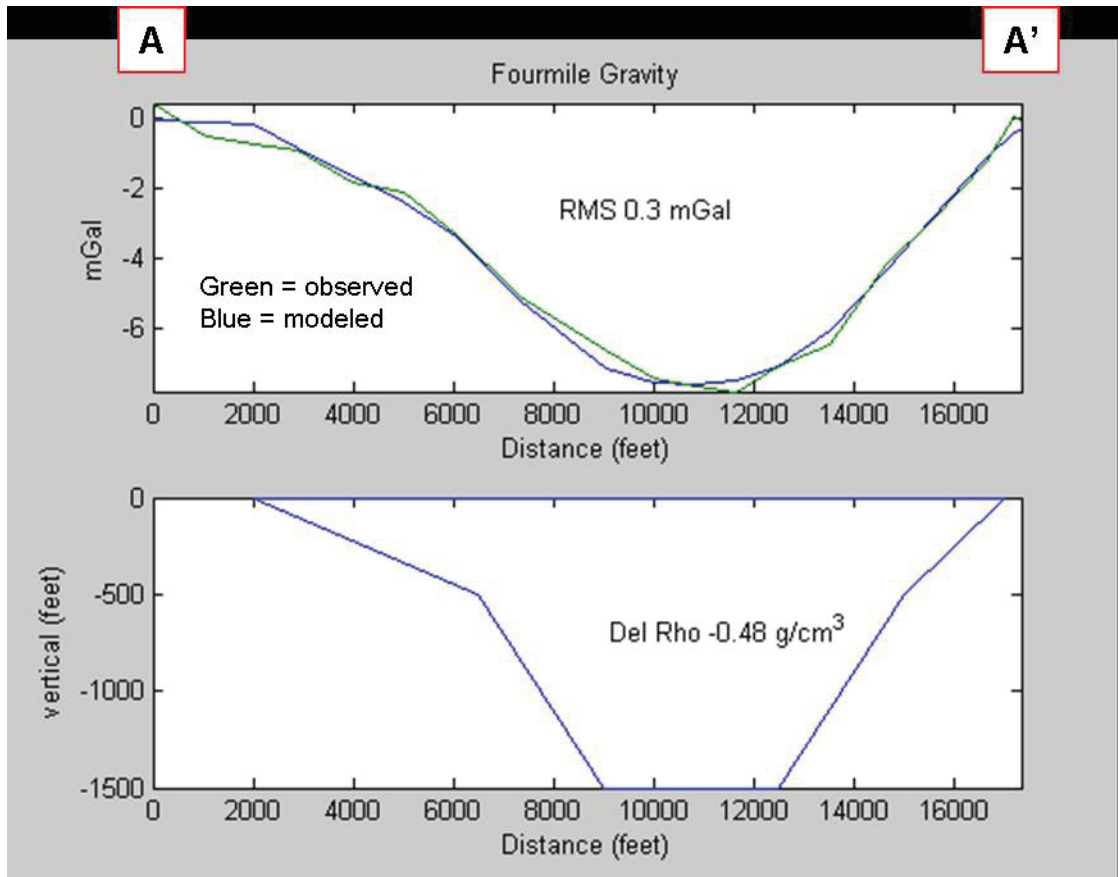 A A’
Fourmile Gravity
0
-2
-4
-6
mGal
RMS 0.3 mGal
Green = observed
Blue = modeled
0 2000 4000 6000 8000 10000 12000 14000 16000
Distance (feet)
0
-500
-1000
-1500
vertical (feet)
Del Rho -0.48 g/cm³
0 2000 4000 6000 8000 10000 12000 14000 16000
Distance (feet)